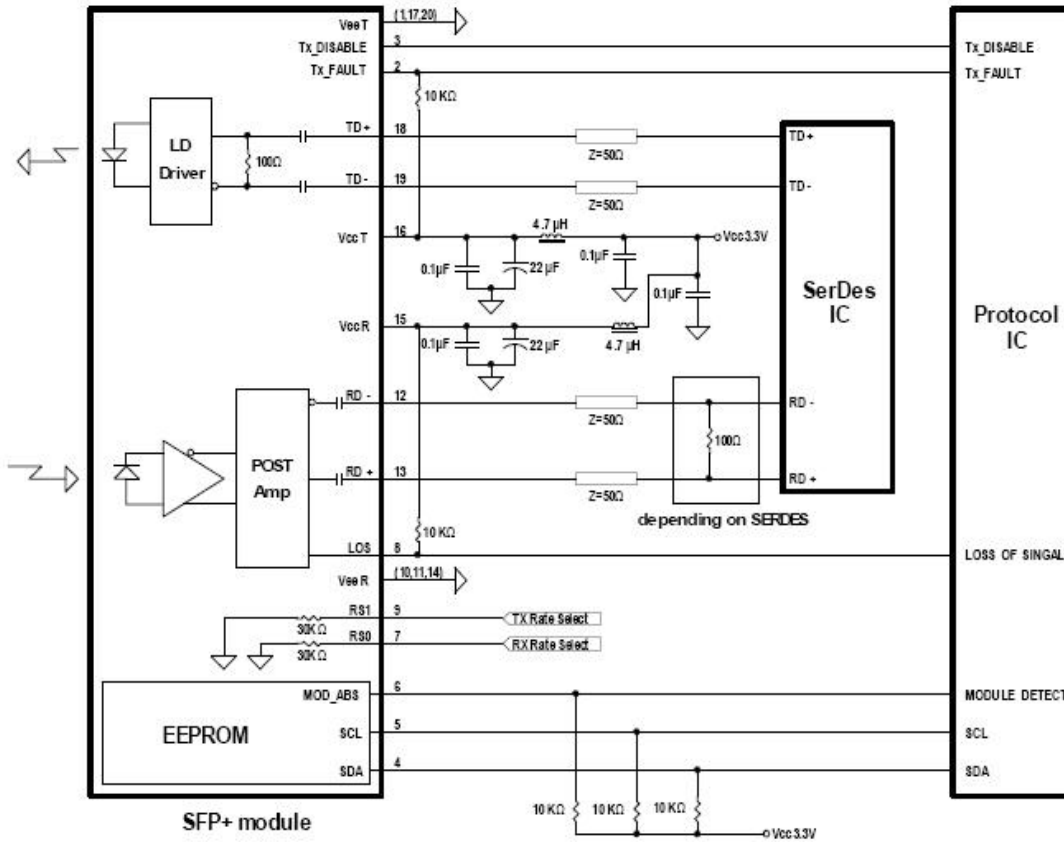 VeeT (1,17,20)
Tx_DISABLE 3 Tx_DISABLE
Tx_FAULT 2 Tx_FAULT
10 KΩ
LD
Driver
100Ω
TD+ 18 Z=50Ω TD+
TD - 19 Z=50Ω TD-
VccT 16 4.7 µH Vcc3.3V
0.1µF 22 µF 0.1µF
0.1µF
SerDes
IC
Protocol
IC
VccR 15
0.1µF 22 µF 4.7 µH
RD - 12 Z=50Ω RD -
100Ω
POST
Amp
RD + 13 Z=50Ω RD +
depending on SERDES
10 KΩ
LOS 8 LOSS OF SINGAL
VeeR (10,11,14)
RS1 9 TX Rate Select
30KΩ
RS0 7 RX Rate Select
30KΩ
MOD_ABS 6 MODULE DETECT
EEPROM
SCL 5 SCL
SDA 4 SDA
10 KΩ 10 KΩ 10 KΩ
Vcc3.3V
SFP+ module